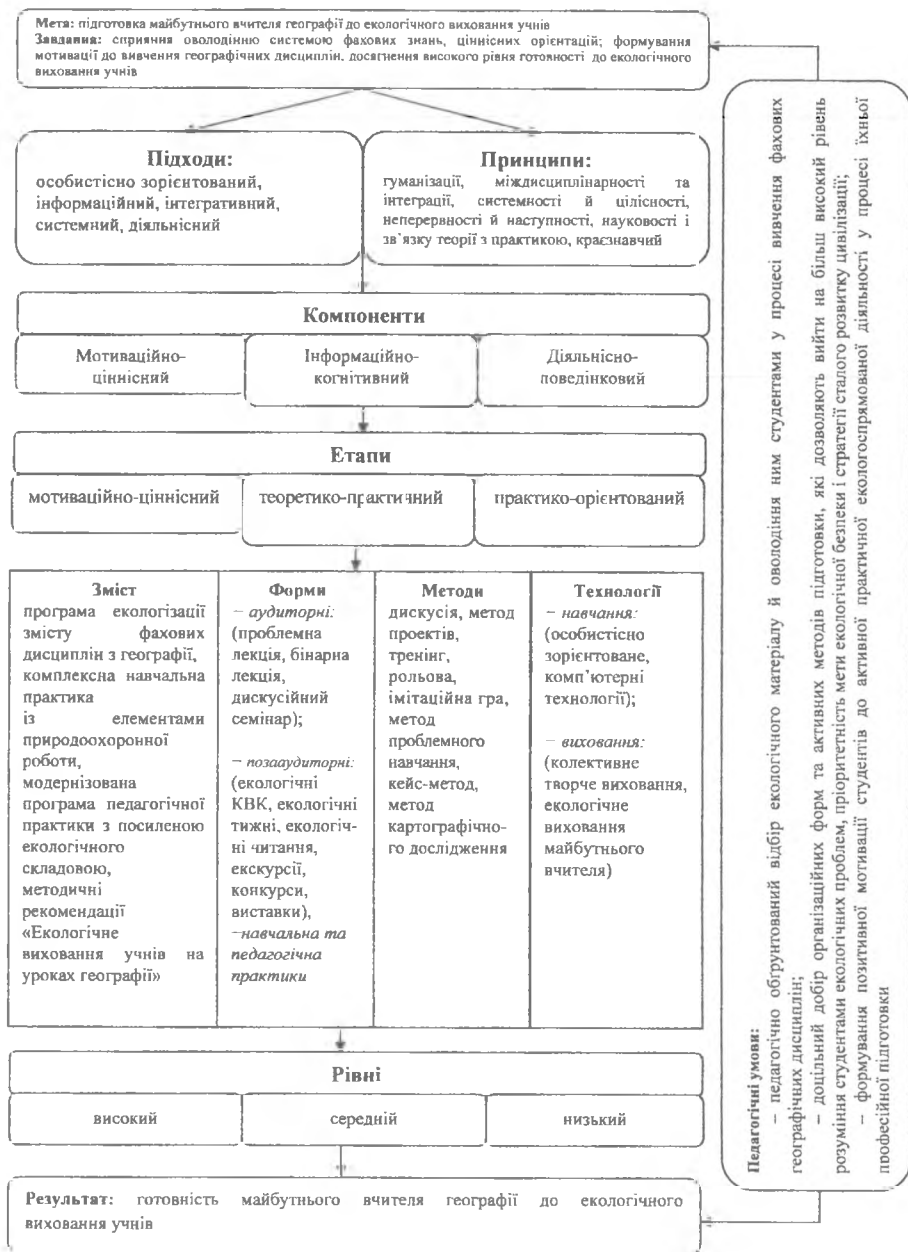 Мета: підготовка майбутнього вчителя географії до екологічного виховання учнів
Завдання: сприяння оволодінню системою фахових знань, ціннісних орієнтацій; формування
мотивації до вивчення географічних дисциплін, досягнення високого рівня готовності до екологічного
виховання учнів
Підходи:
особистісно зорієнтований,
інформаційний, інтегративний,
системний, діяльнісний
Принципи:
гуманізації, міждисциплінарності та
інтеграції, системності й цілісності,
неперервності й наступності, науковості і
зв'язку теорії з практикою, краєзнавчий
Компоненти
Мотиваційно-
ціннісний
Інформаційно-
когнітивний
Діяльнісно-
поведінковий
Етапи
мотиваційно-ціннісний
теоретико-практичний
практико-орієнтований
Зміст
програма екологізації
змісту фахових
дисциплін з географії,
комплексна навчальна
практика
із елементами
природоохоронної
роботи,
модернізована
програма педагогічної
практики з посиленою
екологічного
складовою,
методичні
рекомендації
«Екологічне
виховання учнів на
уроках географії»
Форми
– аудиторні:
(проблемна
лекція, бінарна
лекція,
дискусійний
семінар);
– позааудиторні:
(екологічні
КВК, екологічні
тижні, екологіч-
ні читання,
екскурсії,
конкурси,
виставки),
–навчальна та
педагогічна
практики
Методи
дискусія, метод
проектів,
тренінг,
рольова,
імітаційна гра,
метод
проблемного
навчання,
кейс-метод,
метод
картографічно-
го дослідження
Технології
– навчання:
(особистісно
зорієнтоване,
комп'ютерні
технології);
– виховання:
(колективне
творче виховання,
екологічне
виховання
майбутнього
вчителя)
Рівні
високий
середній
низький
Результат: готовність майбутнього вчителя географії до екологічного
виховання учнів
Педагогічні умови:
– педагогічно обґрунтований відбір екологічного матеріалу й оволодіння ним студентами у процесі вивчення фахових
географічних дисциплін;
– доцільний добір організаційних форм та активних методів підготовки, які дозволяють вийти на більш високий рівень
розуміння студентами екологічних проблем, пріоритетність мети екологічної безпеки і стратегії сталого розвитку цивілізації;
– формування позитивної мотивації студентів до активної практичної екологоспрямованої діяльності у процесі їхньої
професійної підготовки